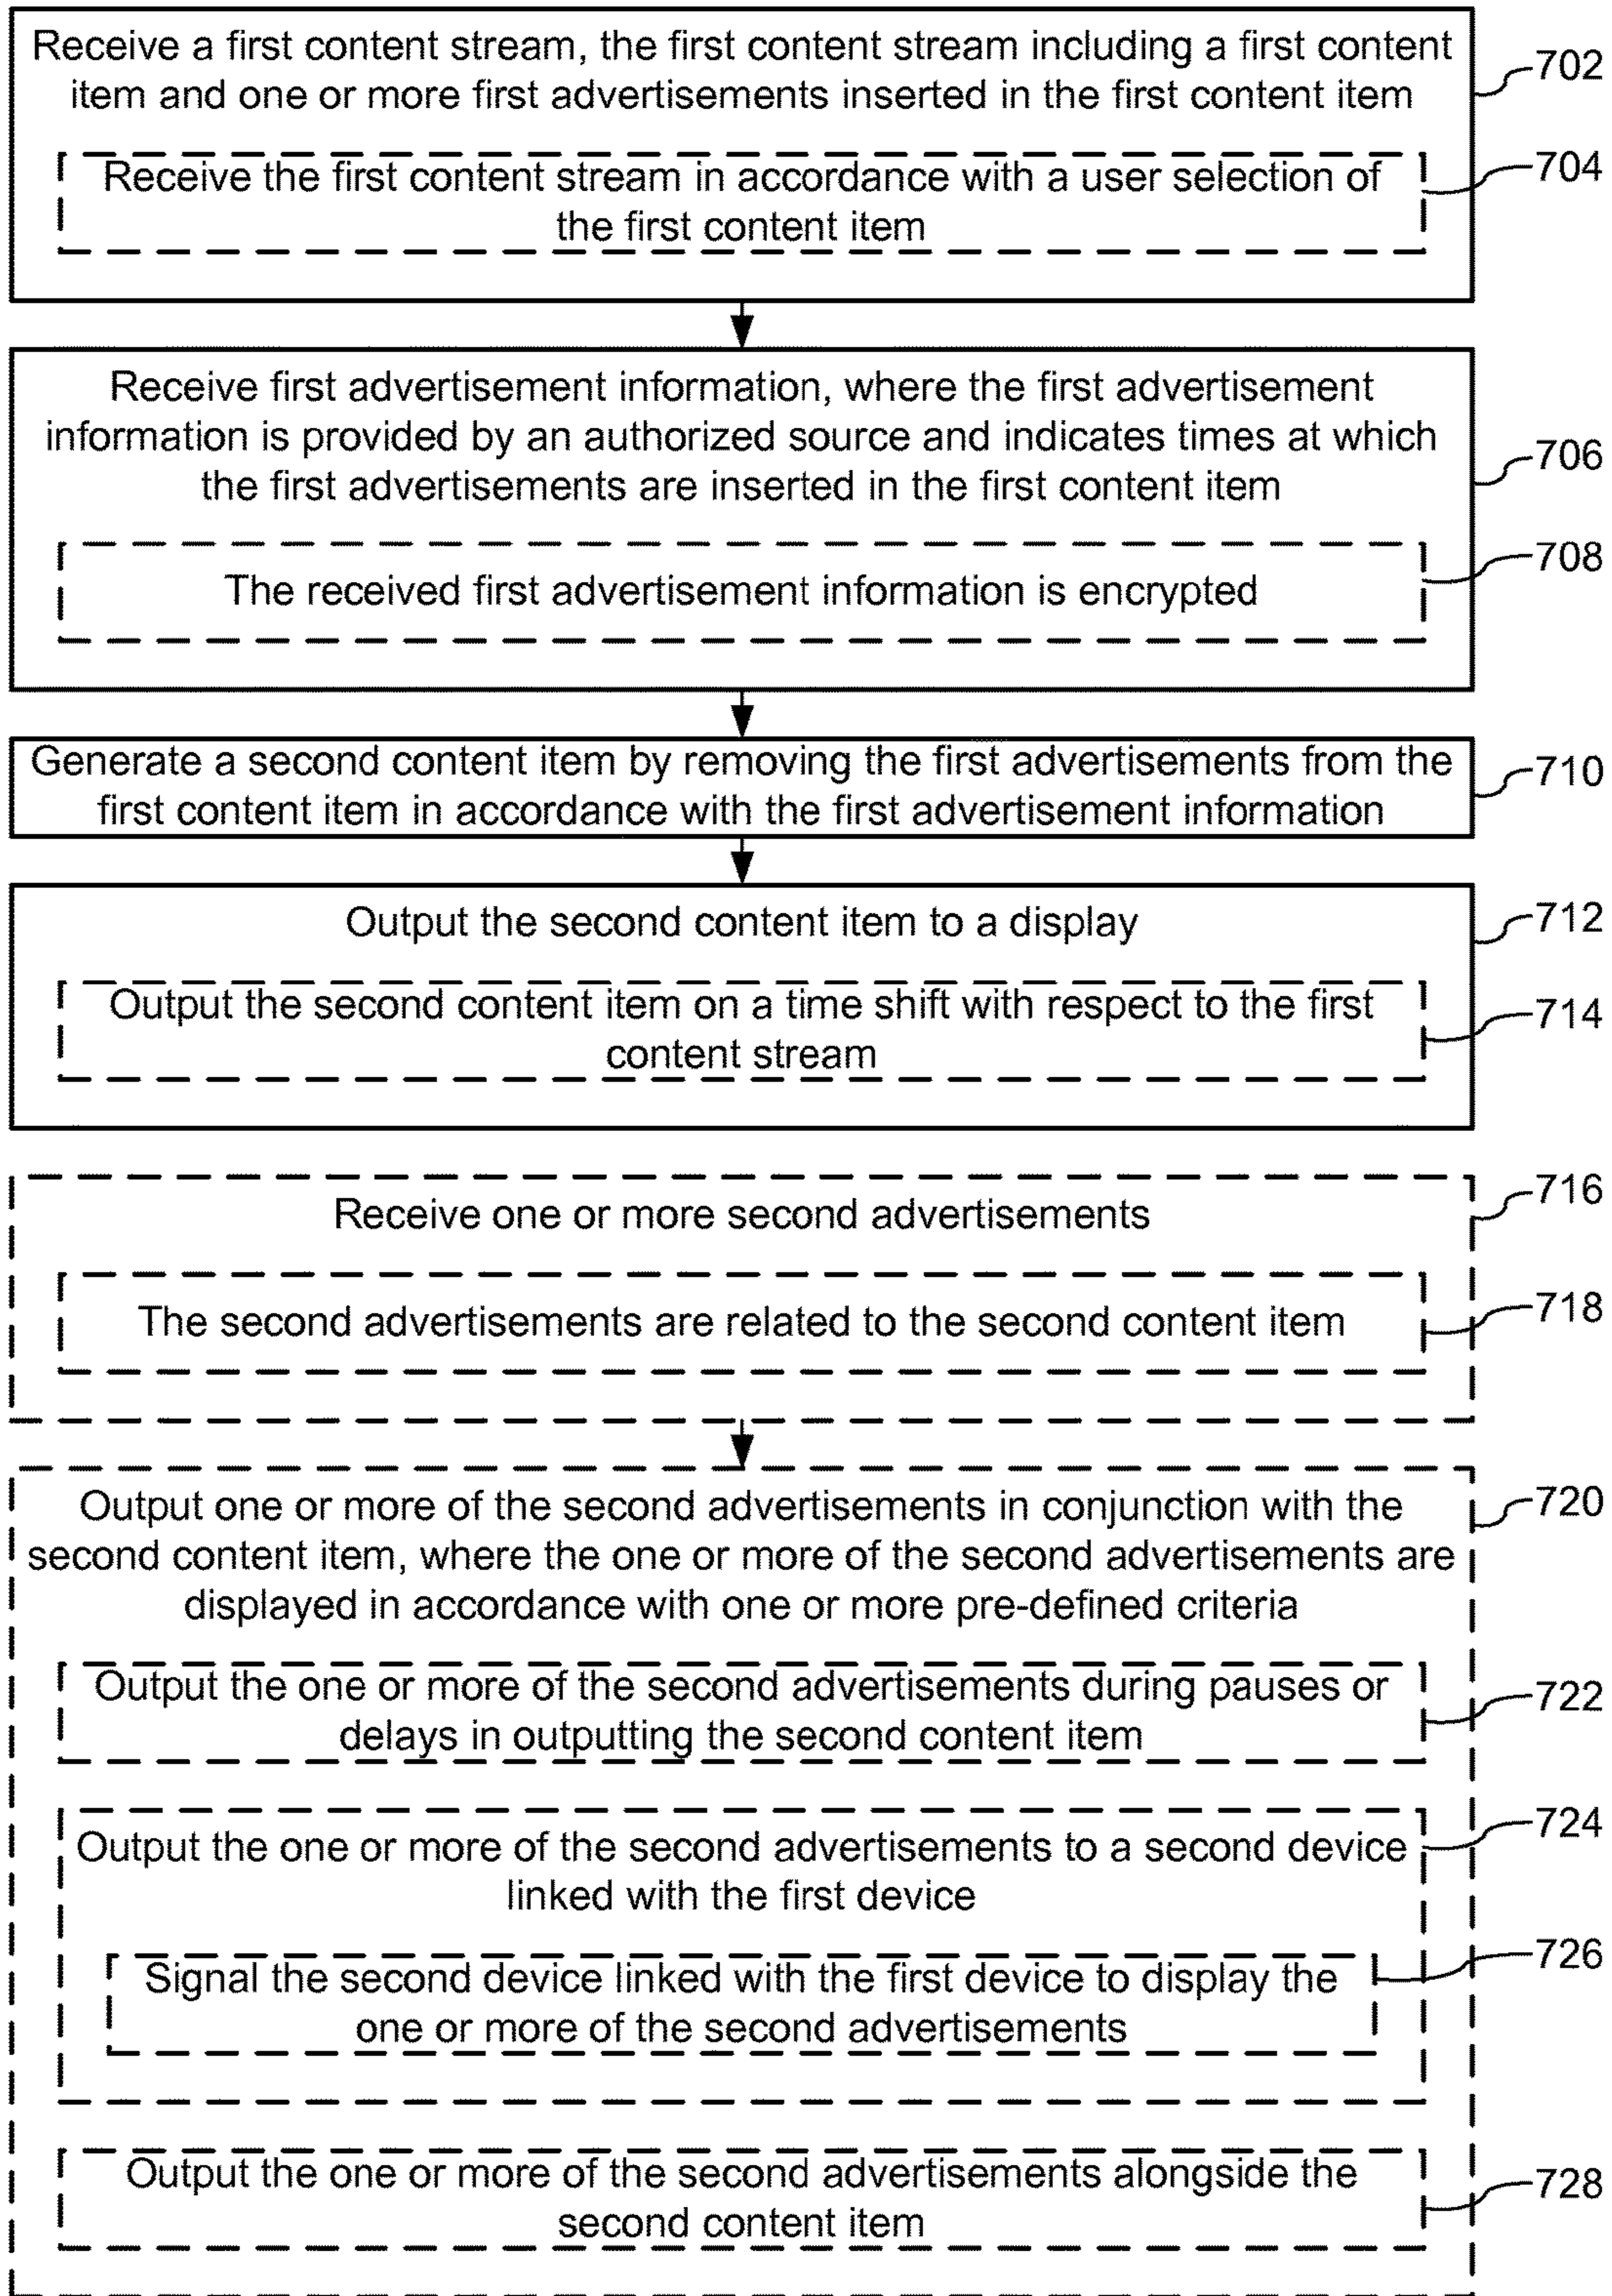 Receive a first content stream, the first content stream including a first content
item and one or more first advertisements inserted in the first content item
702
Receive the first content stream in accordance with a user selection of
the first content item
704
Receive first advertisement information, where the first advertisement
information is provided by an authorized source and indicates times at which
the first advertisements are inserted in the first content item
706
The received first advertisement information is encrypted
708
Generate a second content item by removing the first advertisements from the
first content item in accordance with the first advertisement information
710
Output the second content item to a display
712
Output the second content item on a time shift with respect to the first
content stream
714
Receive one or more second advertisements
716
The second advertisements are related to the second content item
718
Output one or more of the second advertisements in conjunction with the
second content item, where the one or more of the second advertisements are
displayed in accordance with one or more pre-defined criteria
720
Output the one or more of the second advertisements during pauses or
delays in outputting the second content item
722
Output the one or more of the second advertisements to a second device
linked with the first device
724
Signal the second device linked with the first device to display the
one or more of the second advertisements
726
Output the one or more of the second advertisements alongside the
second content item
728